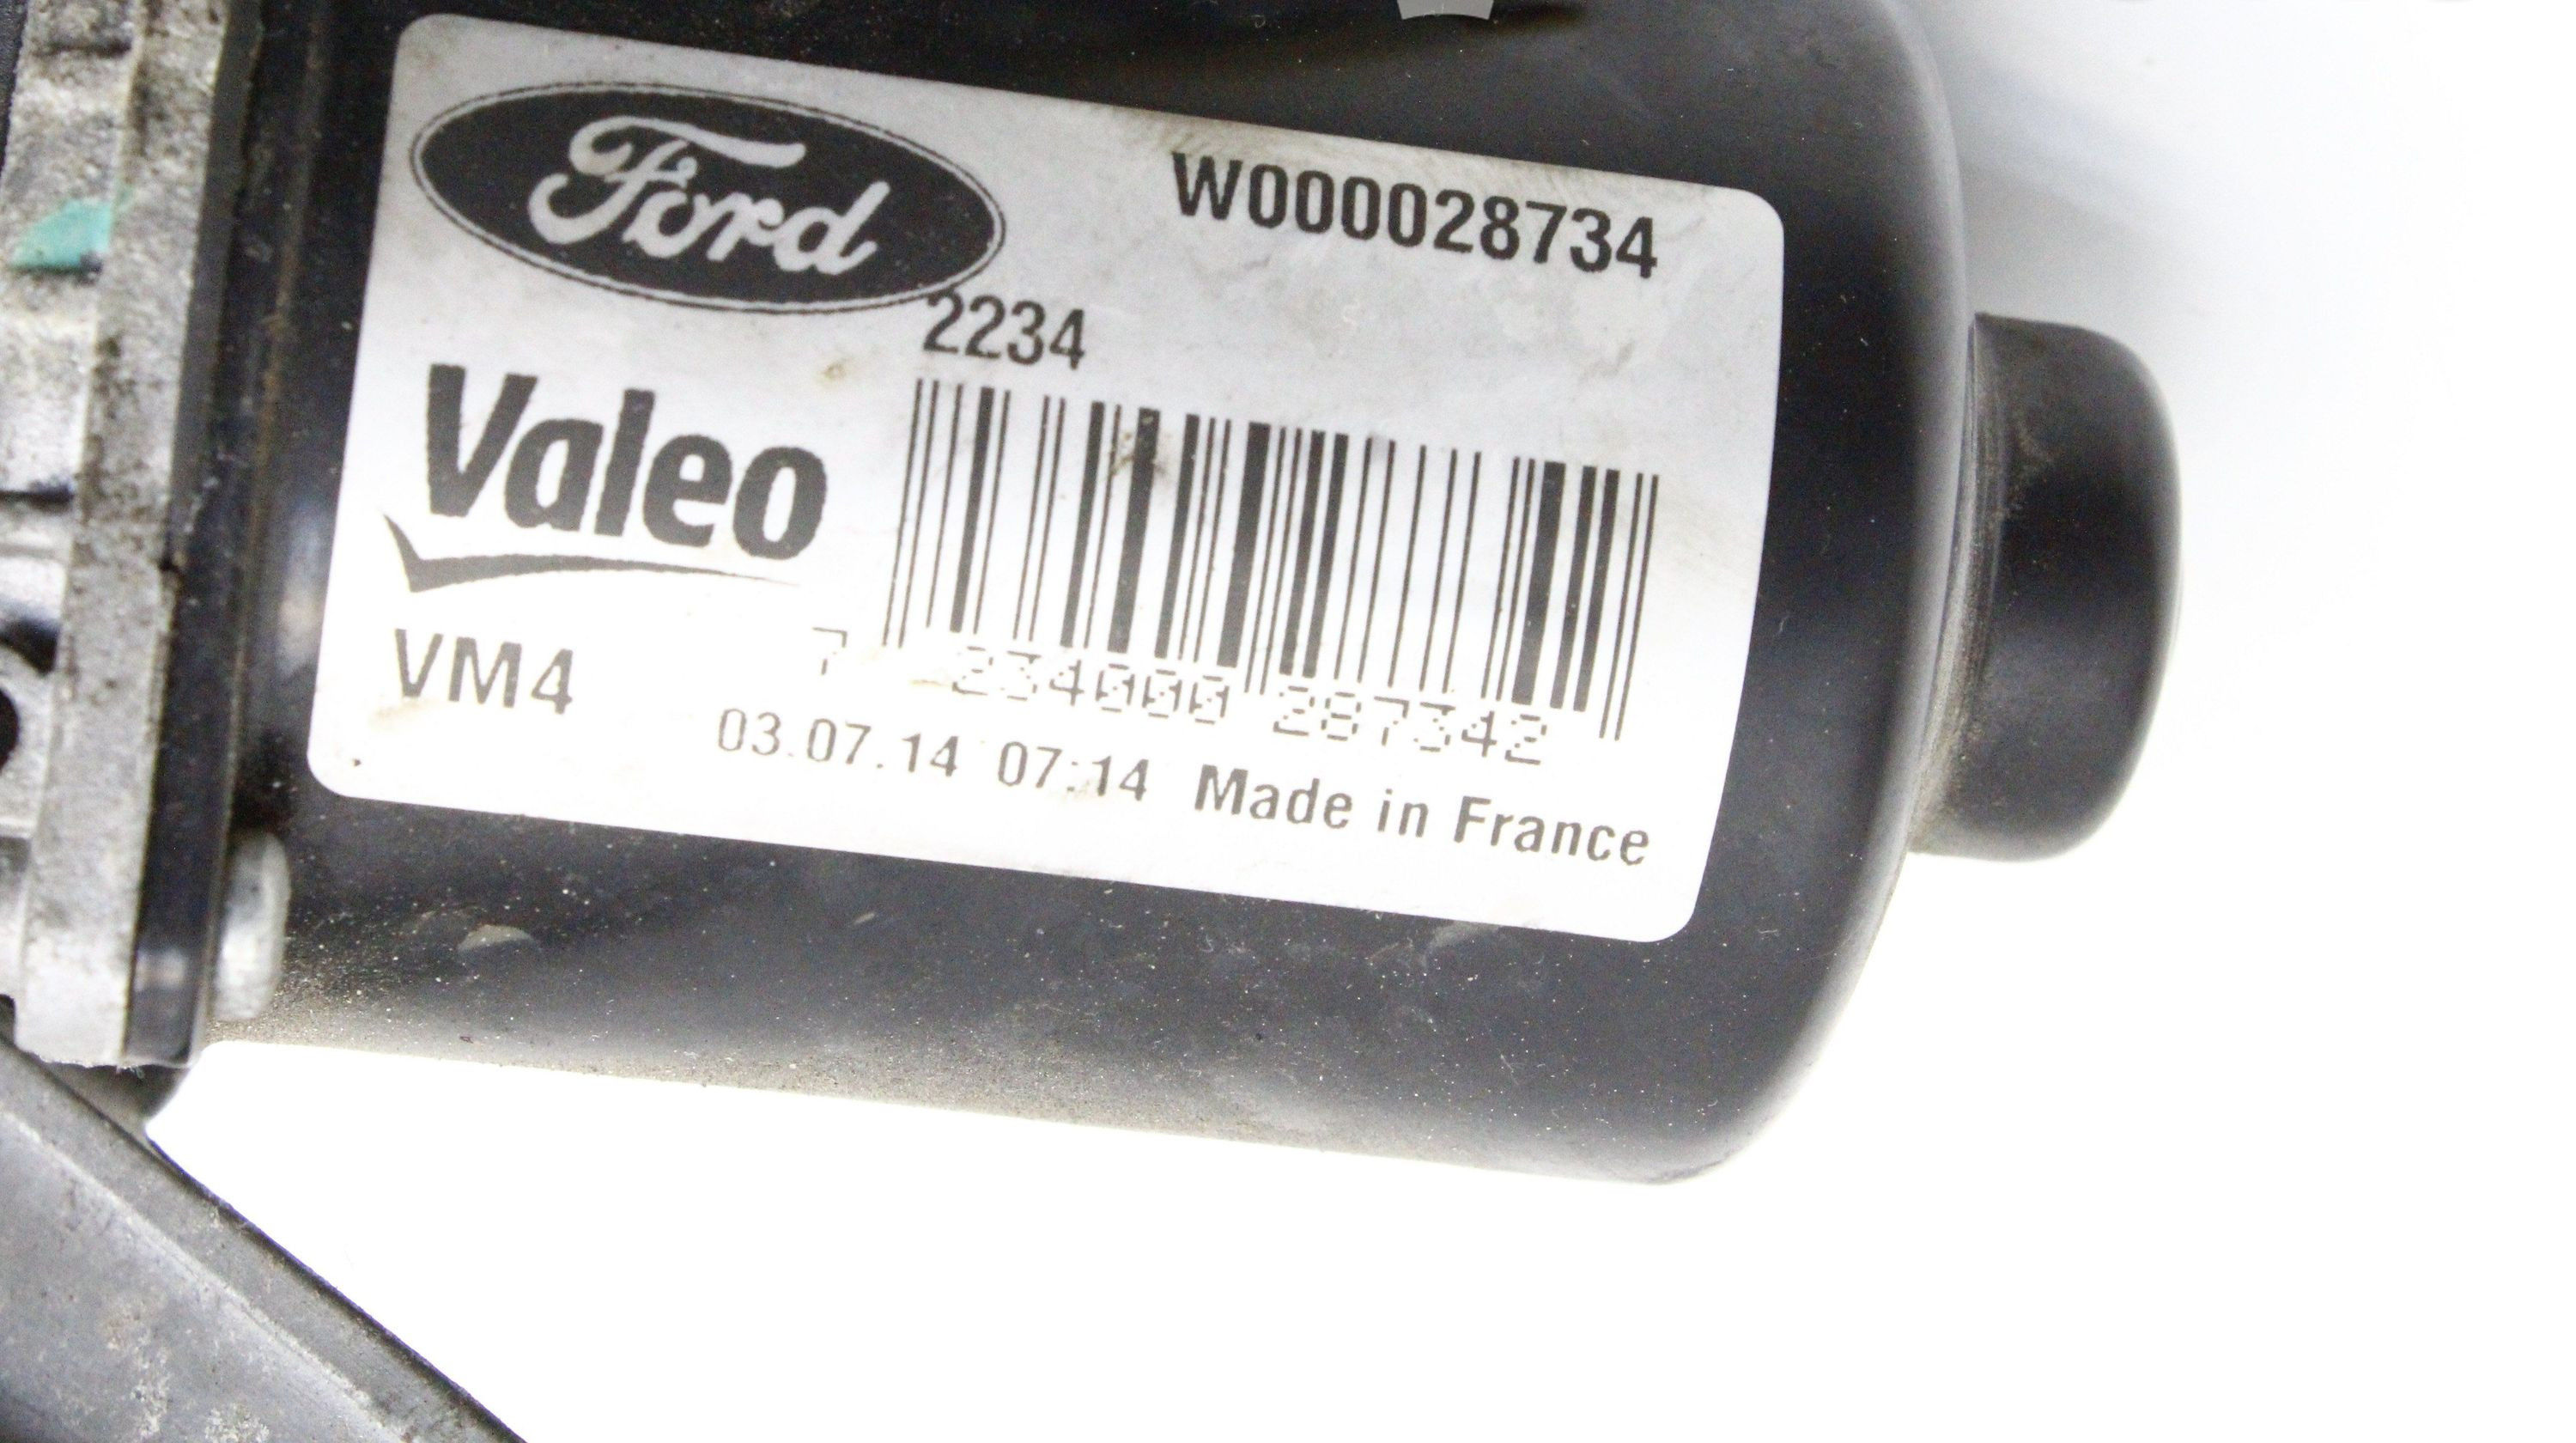 Ford
W000028734
2234
Valeo
7 234000 287342
VM4
03.07.14 07:14 Made in France